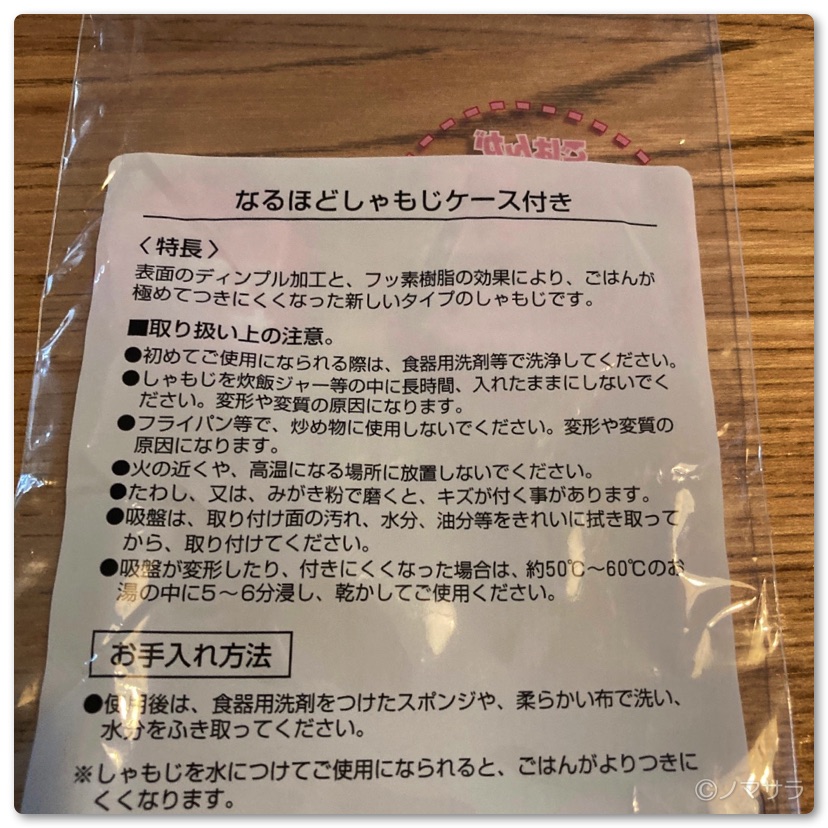 ごはんが
なるほどしゃもじケース付き
〈特長〉
表面のディンプル加工と、フッ素樹脂の効果により、ごはんが
極めてつきにくくなった新しいタイプのしゃもじです。
■取り扱い上の注意。
●初めてご使用になられる際は、食器用洗剤等で洗浄してください。
●しゃもじを炊飯ジャー等の中に長時間、入れたままにしないでく
ださい。変形や変質の原因になります。
●フライパン等で、炒め物に使用しないでください。変形や変質の
原因になります。
●火の近くや、高温になる場所に放置しないでください。
●たわし、又は、みがき粉で磨くと、キズが付く事があります。
●吸盤は、取り付け面の汚れ、水分、油分等をきれいに拭き取って
から、取り付けてください。
●吸盤が変形したり、付きにくくなった場合は、約50℃～60℃のお
湯の中に5～6分浸し、乾かしてご使用ください。
お手入れ方法
●使用後は、食器用洗剤をつけたスポンジや、柔らかい布で洗い、
水分をふき取ってください。
※しゃもじを水につけてご使用になられると、ごはんがよりつきに
くくなります。
©ノマサラ